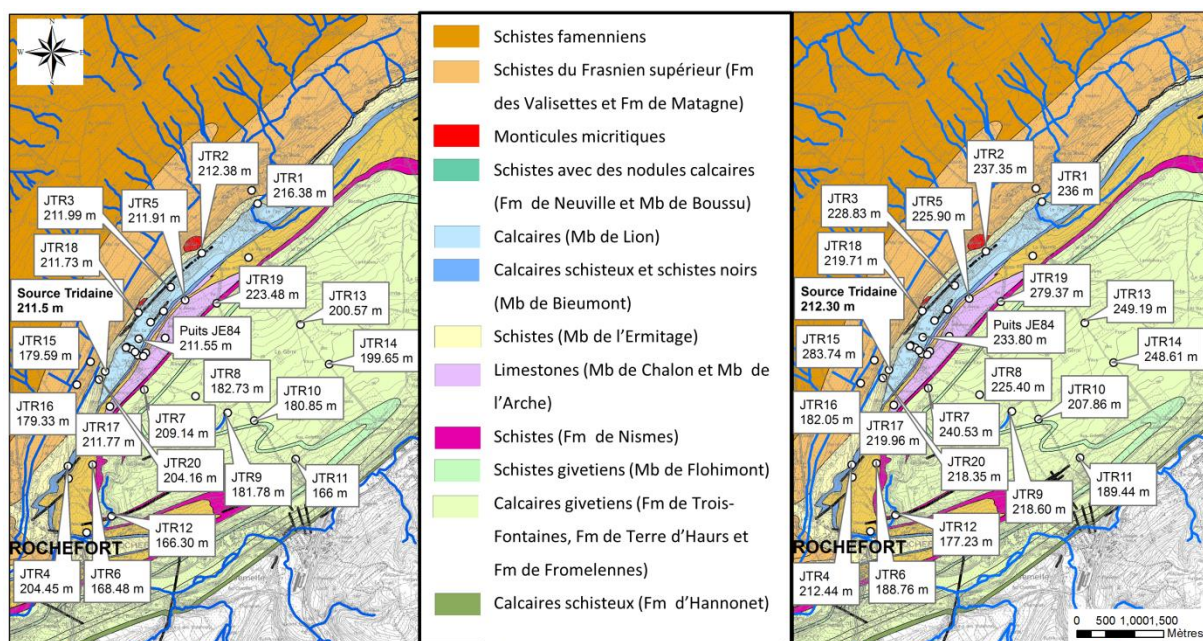 N
W
E
S
JTR2
212.38 m
JTR1
216.38 m
JTR3
211.99 m
JTR5
211.91 m
JTR18
211.73 m
Source Tridaine
211.5 m
JTR19
223.48 m
JTR13
200.57 m
Puits JE84
211.55 m
JTR15
179.59 m
JTR14
199.65 m
JTR8
182.73 m
JTR10
180.85 m
JTR16
179.33 m
JTR17
211.77 m
JTR7
209.14 m
JTR20
204.16 m
JTR9
181.78 m
JTR11
166 m
JTR12
166.30 m
ROCHEFORT
JTR4
204.45 m
JTR6
168.48 m
Schistes famenniens
Schistes du Frasnien supérieur (Fm
des Valisettes et Fm de Matagne)
Monticules micritiques
Schistes avec des nodules calcaires
(Fm de Neuville et Mb de Boussu)
Calcaires (Mb de Lion)
Calcaires schisteux et schistes noirs
(Mb de Bieumont)
Schistes (Mb de l’Ermitage)
Limestones (Mb de Chalon et Mb de
l’Arche)
Schistes (Fm de Nismes)
Schistes givetiens (Mb de Flohimont)
Calcaires givetiens (Fm de Trois-
Fontaines, Fm de Terre d’Haurs et
Fm de Fromelennes)
Calcaires schisteux (Fm d’Hannonet)
JTR2
237.35 m
JTR1
236 m
JTR3
228.83 m
JTR5
225.90 m
JTR18
219.71 m
Source Tridaine
212.30 m
JTR19
279.37 m
JTR13
249.19 m
Puits JE84
233.80 m
JTR15
283.74 m
JTR14
248.61 m
JTR8
225.40 m
JTR10
207.86 m
JTR16
182.05 m
JTR17
219.96 m
JTR7
240.53 m
JTR20
218.35 m
JTR9
218.60 m
JTR11
189.44 m
JTR12
177.23 m
ROCHEFORT
JTR4
212.44 m
JTR6
188.76 m
0 500 1,0001,500
Mètres